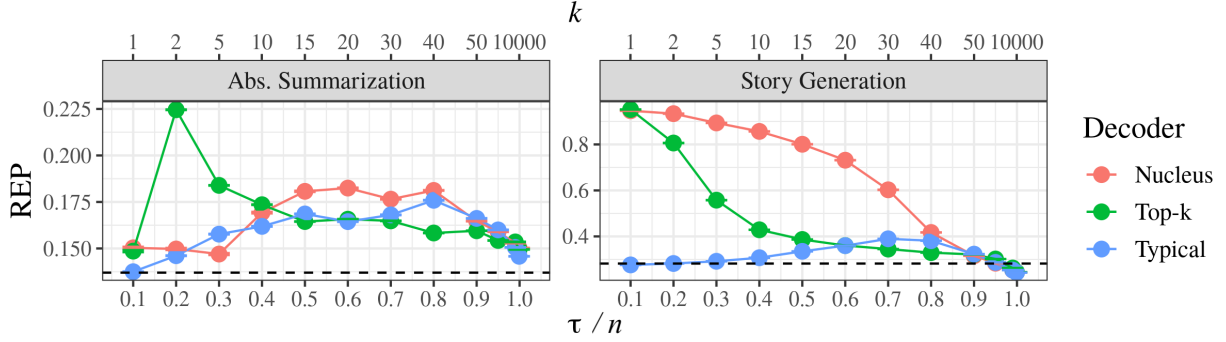 k
1 2 5 10 15 20 30 40 50 10000
1 2 5 10 15 20 30 40 50 10000
Abs. Summarization
Story Generation
REP
0.225
0.200
0.175
0.150
0.8
0.6
0.4
0.1 0.2 0.3 0.4 0.5 0.6 0.7 0.8 0.9 1.0
0.1 0.2 0.3 0.4 0.5 0.6 0.7 0.8 0.9 1.0
τ / n
Decoder
Nucleus
Top-k
Typical